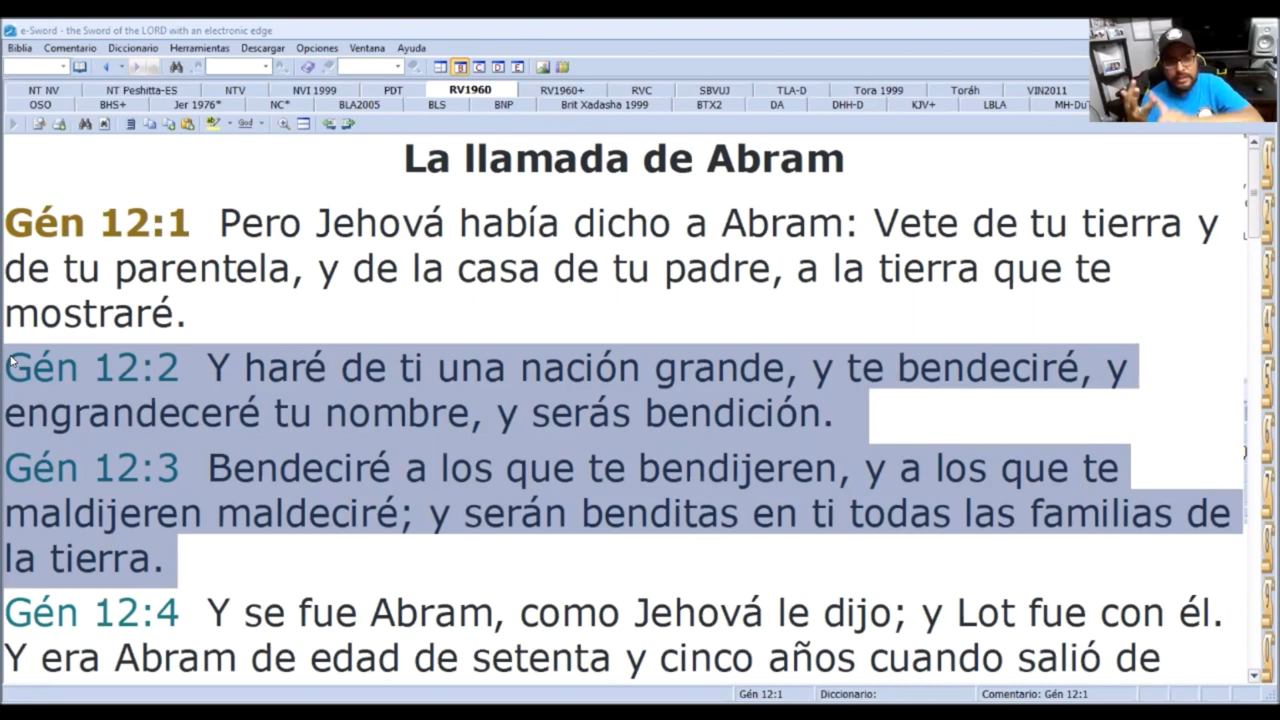 e-Sword - the Sword of the LORD with an electronic edge
Biblia Comentario Diccionario Herramientas Descargar Opciones Ventana Ayuda
NT NV NT Peshitta-ES NTV NVI 1999 PDT RV1960 RV1960+ RVC SBVUJ TLA-D Tora 1999 Toráh VIN2011
OSO BHS+ Jer 1976* NC* BLA2005 BLS BNP Brit Xadasha 1999 BTX2 DA DHH-D KJV+ LBLA MH-DuT
La llamada de Abram
Gén 12:1 Pero Jehová había dicho a Abram: Vete de tu tierra y
de tu parentela, y de la casa de tu padre, a la tierra que te
mostraré.
Gén 12:2 Y haré de ti una nación grande, y te bendeciré, y
engrandeceré tu nombre, y serás bendición.
Gén 12:3 Bendeciré a los que te bendijeren, y a los que te
maldijeren maldeciré; y serán benditas en ti todas las familias de
la tierra.
Gén 12:4 Y se fue Abram, como Jehová le dijo; y Lot fue con él.
Y era Abram de edad de setenta y cinco años cuando salió de
Gén 12:1 Diccionario: Comentario: Gén 12:1